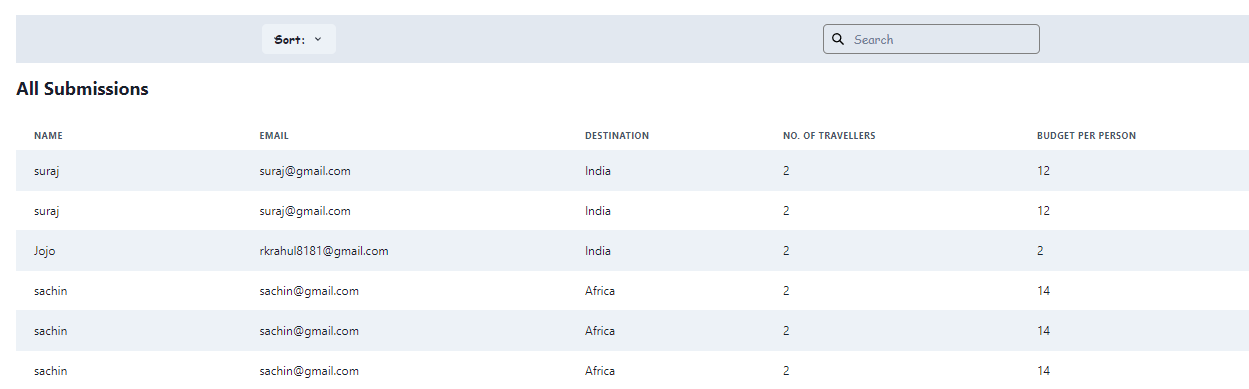 Sort: Search
All Submissions
NAME EMAIL DESTINATION NO. OF TRAVELLERS BUDGET PER PERSON
suraj suraj@gmail.com India 2 12
suraj suraj@gmail.com India 2 12
Jojo rkrahul8181@gmail.com India 2 2
sachin sachin@gmail.com Africa 2 14
sachin sachin@gmail.com Africa 2 14
sachin sachin@gmail.com Africa 2 14